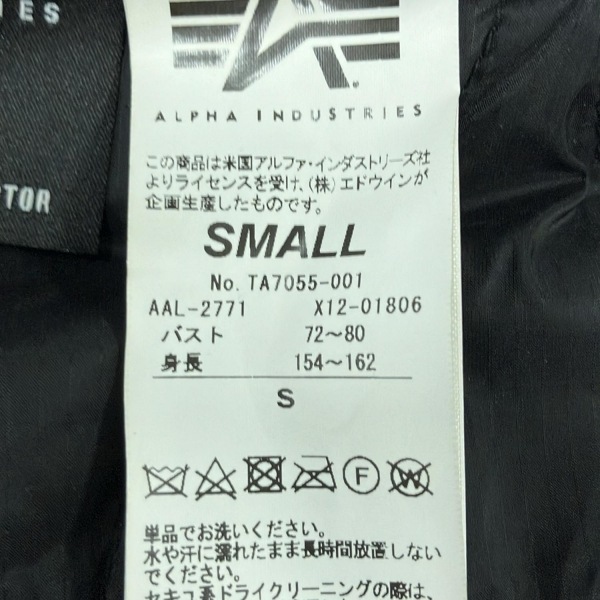 IES
CTOR
ALPHA INDUSTRIES
この商品は米国アルファ・インダストリーズ社
よりライセンスを受け、(株)エドウインが
企画生産したものです。
SMALL
No. TA7055-001
AAL-2771 X12-01806
バスト 72～80
身長 154～162
S
F W
単品でお洗いください。
水や汗に濡れたまま長時間放置しない
でください。
セキユ系ドライクリーニングの際は、